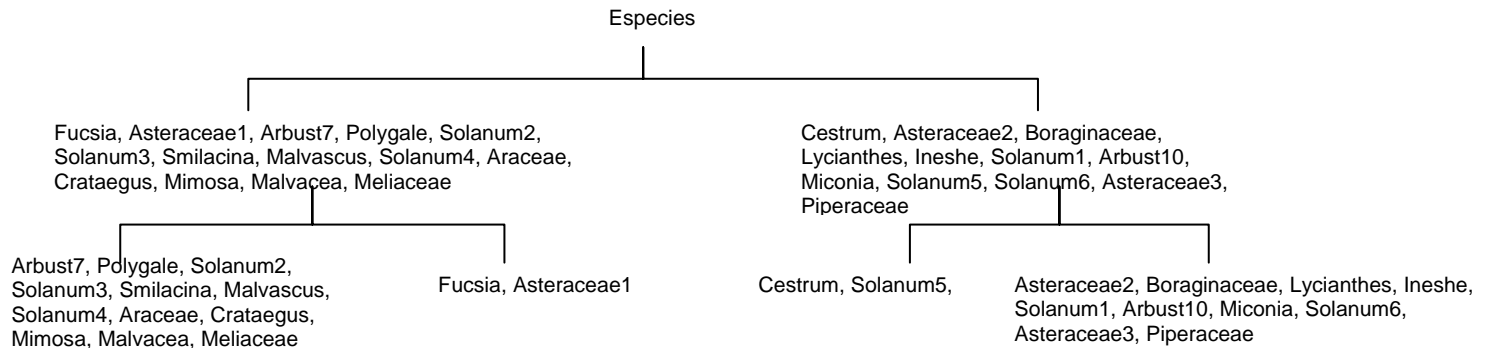 Especies
Fucsia, Asteraceae1, Arbust7, Polygale, Solanum2,
Solanum3, Smilacina, Malvascus, Solanum4, Araceae,
Crataegus, Mimosa, Malvacea, Meliaceae
Cestrum, Asteraceae2, Boraginaceae,
Lycianthes, Ineshe, Solanum1, Arbust10,
Miconia, Solanum5, Solanum6, Asteraceae3,
Piperaceae
Arbust7, Polygale, Solanum2,
Solanum3, Smilacina, Malvascus,
Solanum4, Araceae, Crataegus,
Mimosa, Malvacea, Meliaceae
Fucsia, Asteraceae1
Cestrum, Solanum5,
Asteraceae2, Boraginaceae, Lycianthes, Ineshe,
Solanum1, Arbust10, Miconia, Solanum6,
Asteraceae3, Piperaceae